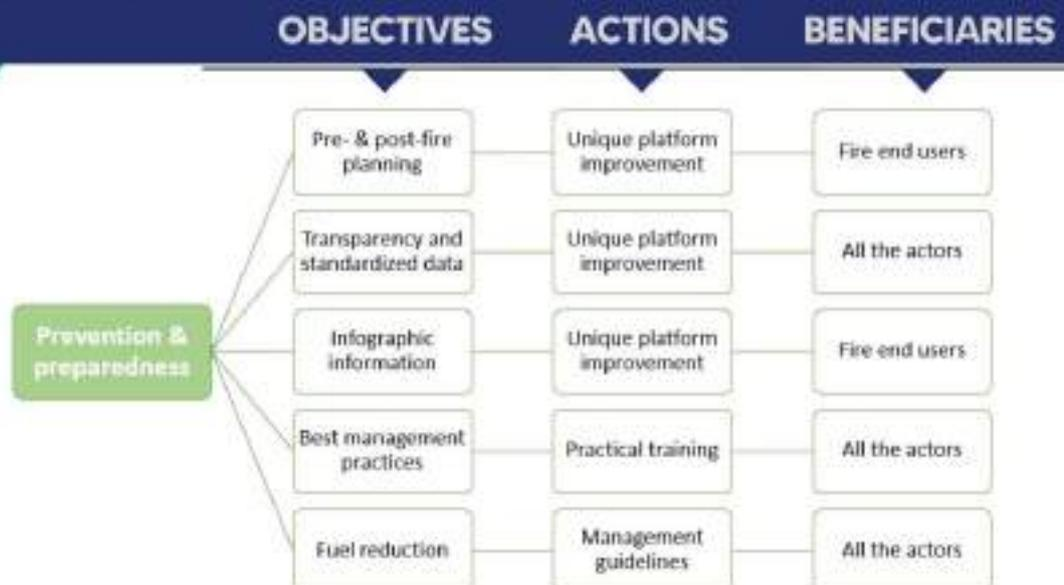 OBJECTIVES ACTIONS BENEFICIARIES
Prevention &
preparedness
Pre- & post-fire
planning
Unique platform
improvement
Fire end users
Transparency and
standardized data
Unique platform
improvement
All the actors
Infographic
information
Unique platform
improvement
Fire end users
Best management
practices
Practical training
All the actors
Fuel reduction
Management
guidelines
All the actors